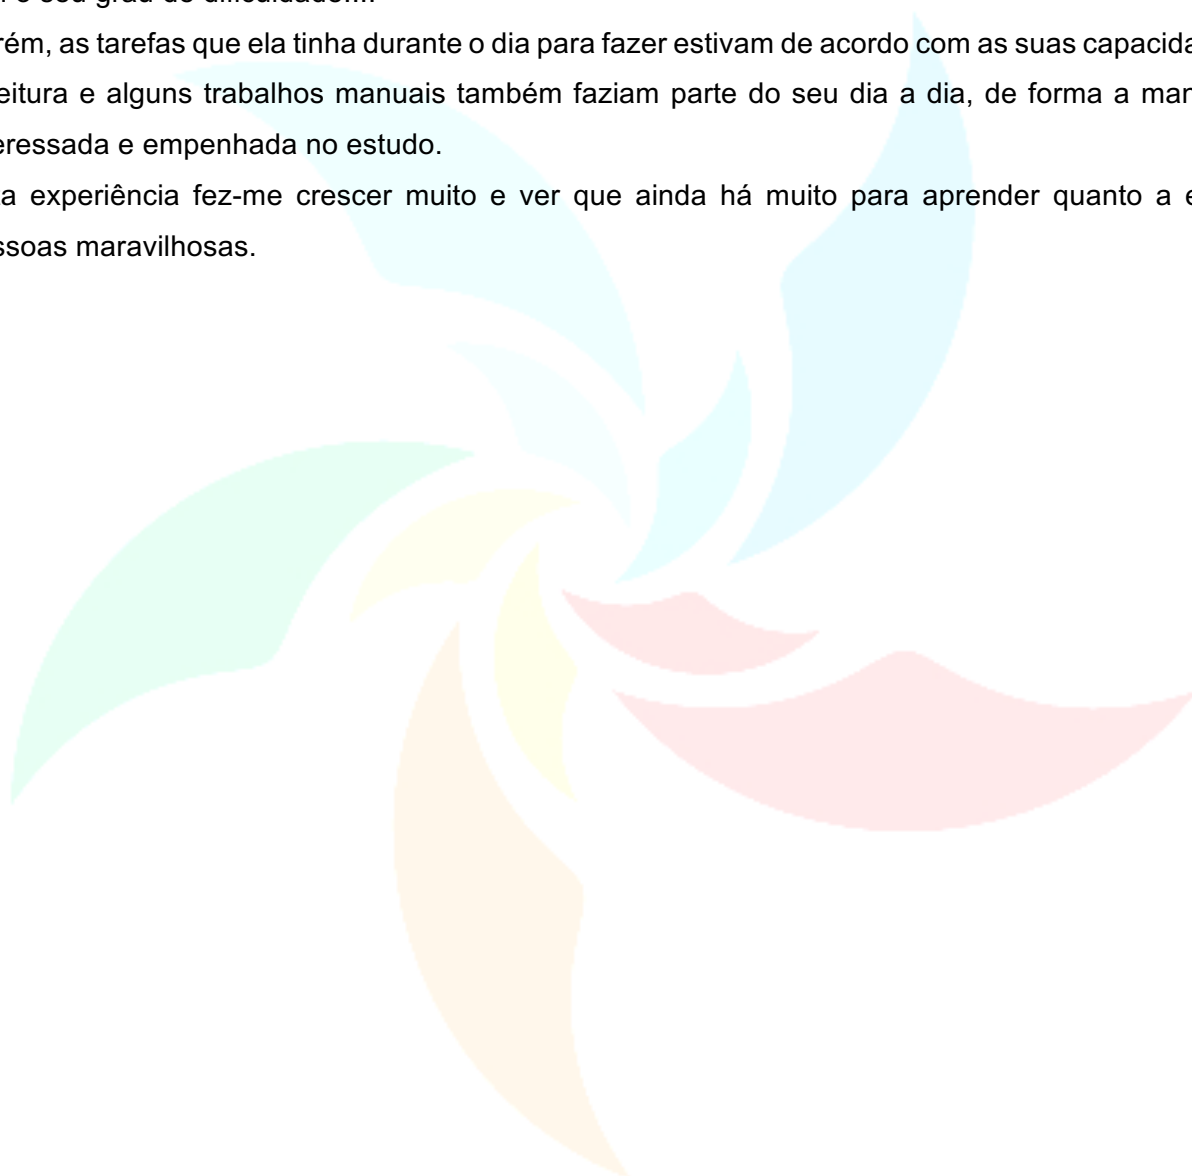 o seu grau de dificuldade...
rém, as tarefas que ela tinha durante o dia para fazer estivam de acordo com as suas capacida
eitura e alguns trabalhos manuais também faziam parte do seu dia a dia, de forma a man
eressada e empenhada no estudo.
a experiência fez-me crescer muito e ver que ainda há muito para aprender quanto a e
ssoas maravilhosas.